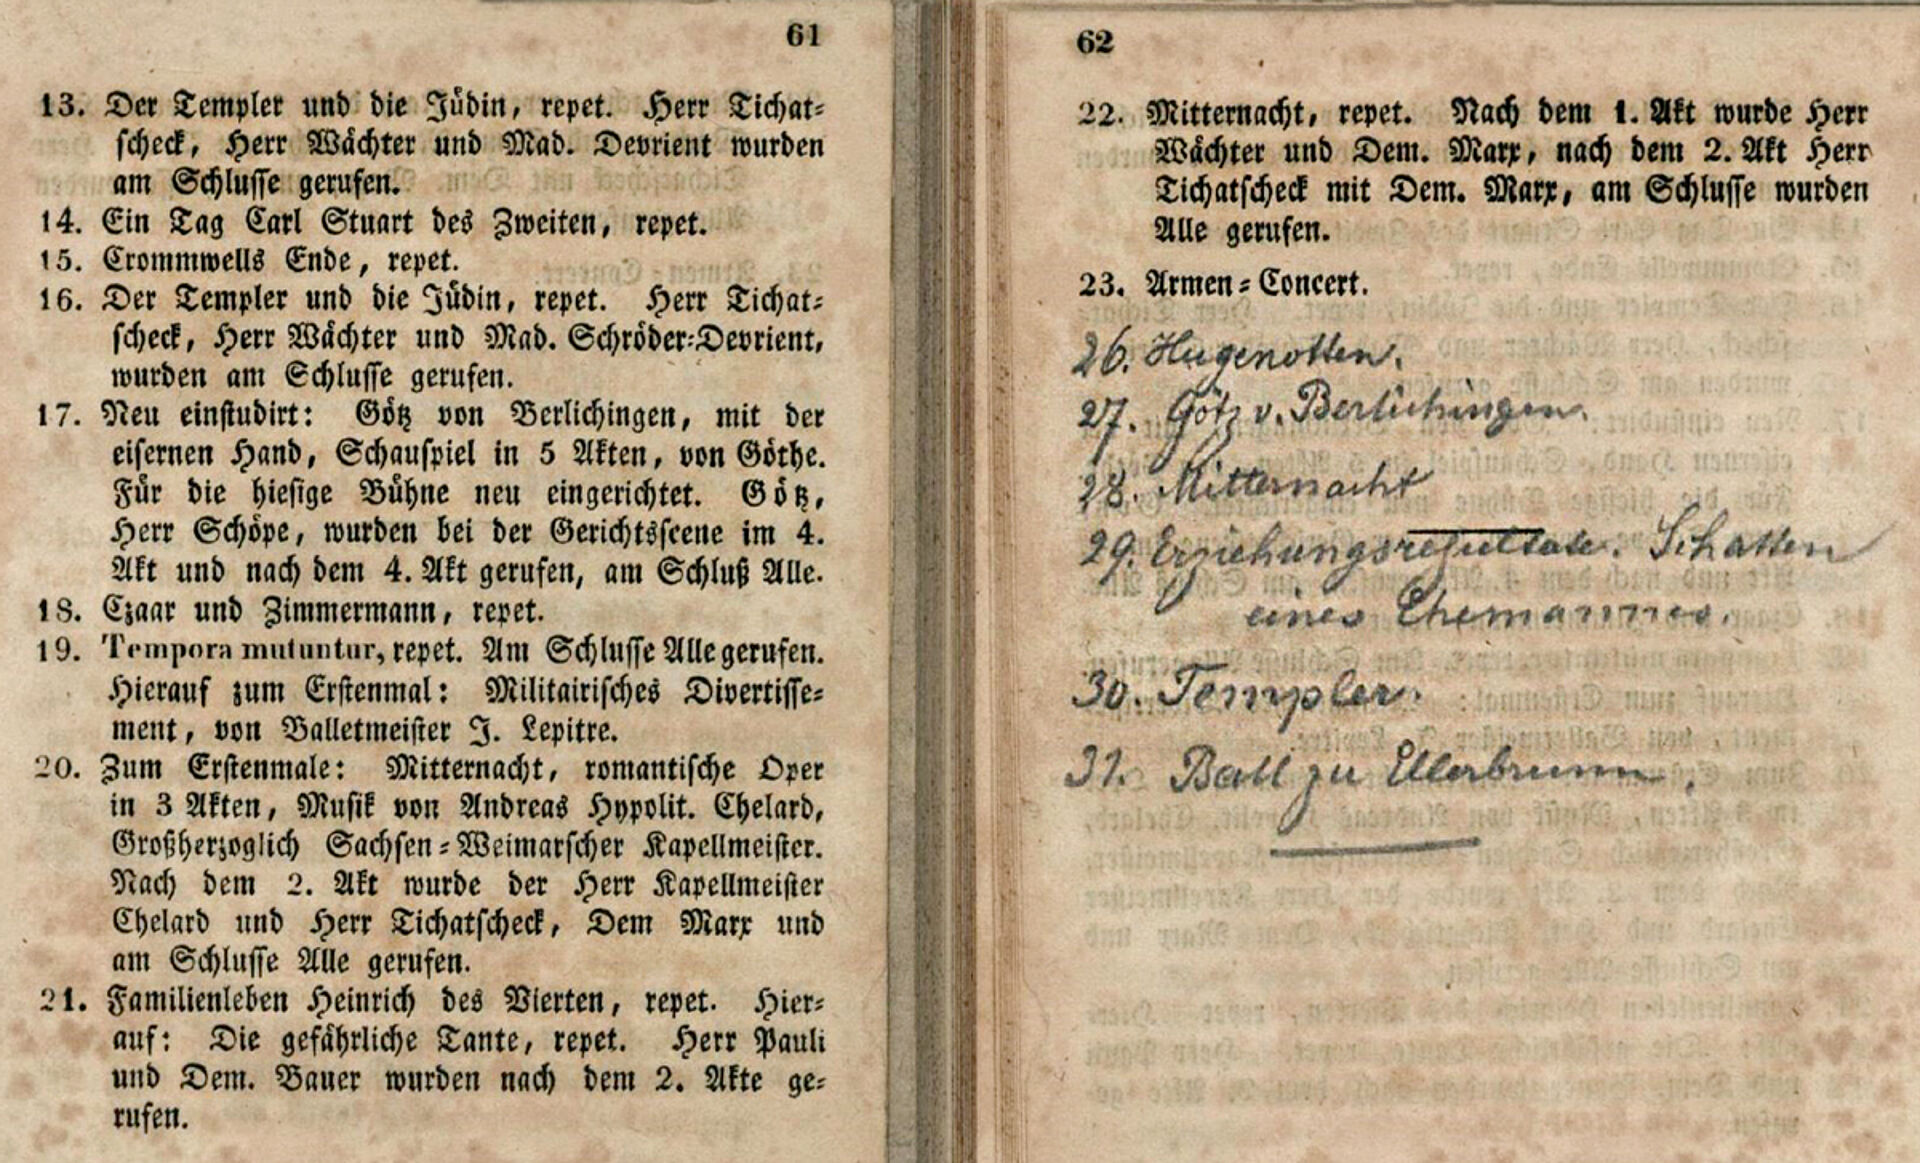 61
13. Der Templer und die Jüdin, repet. Herr Tichat=
scheck, Herr Wächter und Mad. Devrient wurden
am Schlusse gerufen.
14. Ein Tag Carl Stuart des Zweiten, repet.
15. Crommwells Ende, repet.
16. Der Templer und die Jüdin, repet. Herr Tichat=
scheck, Herr Wächter und Mad. Schröder=Devrient,
wurden am Schlusse gerufen.
17. Neu einstudirt: Götz von Berlichingen, mit der
eisernen Hand, Schauspiel in 5 Akten, von Göthe.
Für die hiesige Bühne neu eingerichtet. Götz,
Herr Schöpe, wurden bei der Gerichtsscene im 4.
Akt und nach dem 4. Akt gerufen, am Schluß Alle.
18. Czaar und Zimmermann, repet.
19. Tempora mutuntur, repet. Am Schlusse Alle gerufen.
Hierauf zum Erstenmal: Militairisches Divertisse=
ment, von Balletmeister J. Lepitre.
20. Zum Erstenmale: Mitternacht, romantische Oper
in 3 Akten, Musik von Andreas Hypolit. Chelard,
Großherzoglich Sachsen=Weimarscher Kapellmeister.
Nach dem 2. Akt wurde der Herr Kapellmeister
Chelard und Herr Tichatscheck, Dem Marx und
am Schlusse Alle gerufen.
21. Familienleben Heinrich des Vierten, repet. Hier=
auf: Die gefährliche Tante, repet. Herr Pauli
und Dem. Bauer wurden nach dem 2. Akte ge=
rufen.
62
22. Mitternacht, repet. Nach dem 1. Akt wurde Herr
Wächter und Dem. Marx, nach dem 2. Akt Herr
Tichatscheck mit Dem. Marx, am Schlusse wurden
Alle gerufen.
23. Armen=Concert.
26. Hugenotten.
27. Götz v. Berlichingen.
28. Mitternacht
29. Erziehungsresultate. Schatten
eines Ehemannes.
30. Templer.
31. Ball zu Ellerbrunn.